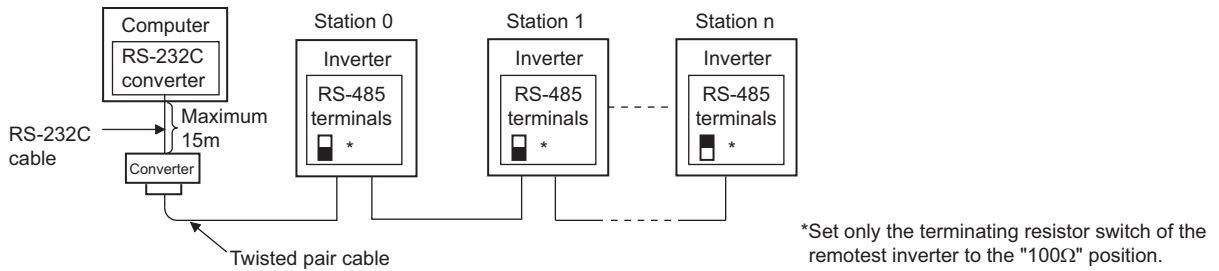 Computer
RS-232C
converter
Maximum
15m
RS-232C
cable
Converter
Twisted pair cable
Station 0
Inverter
RS-485
terminals
*
Station 1
Inverter
RS-485
terminals
*
Station n
Inverter
RS-485
terminals
*
*Set only the terminating resistor switch of the
remotest inverter to the "100Ω" position.